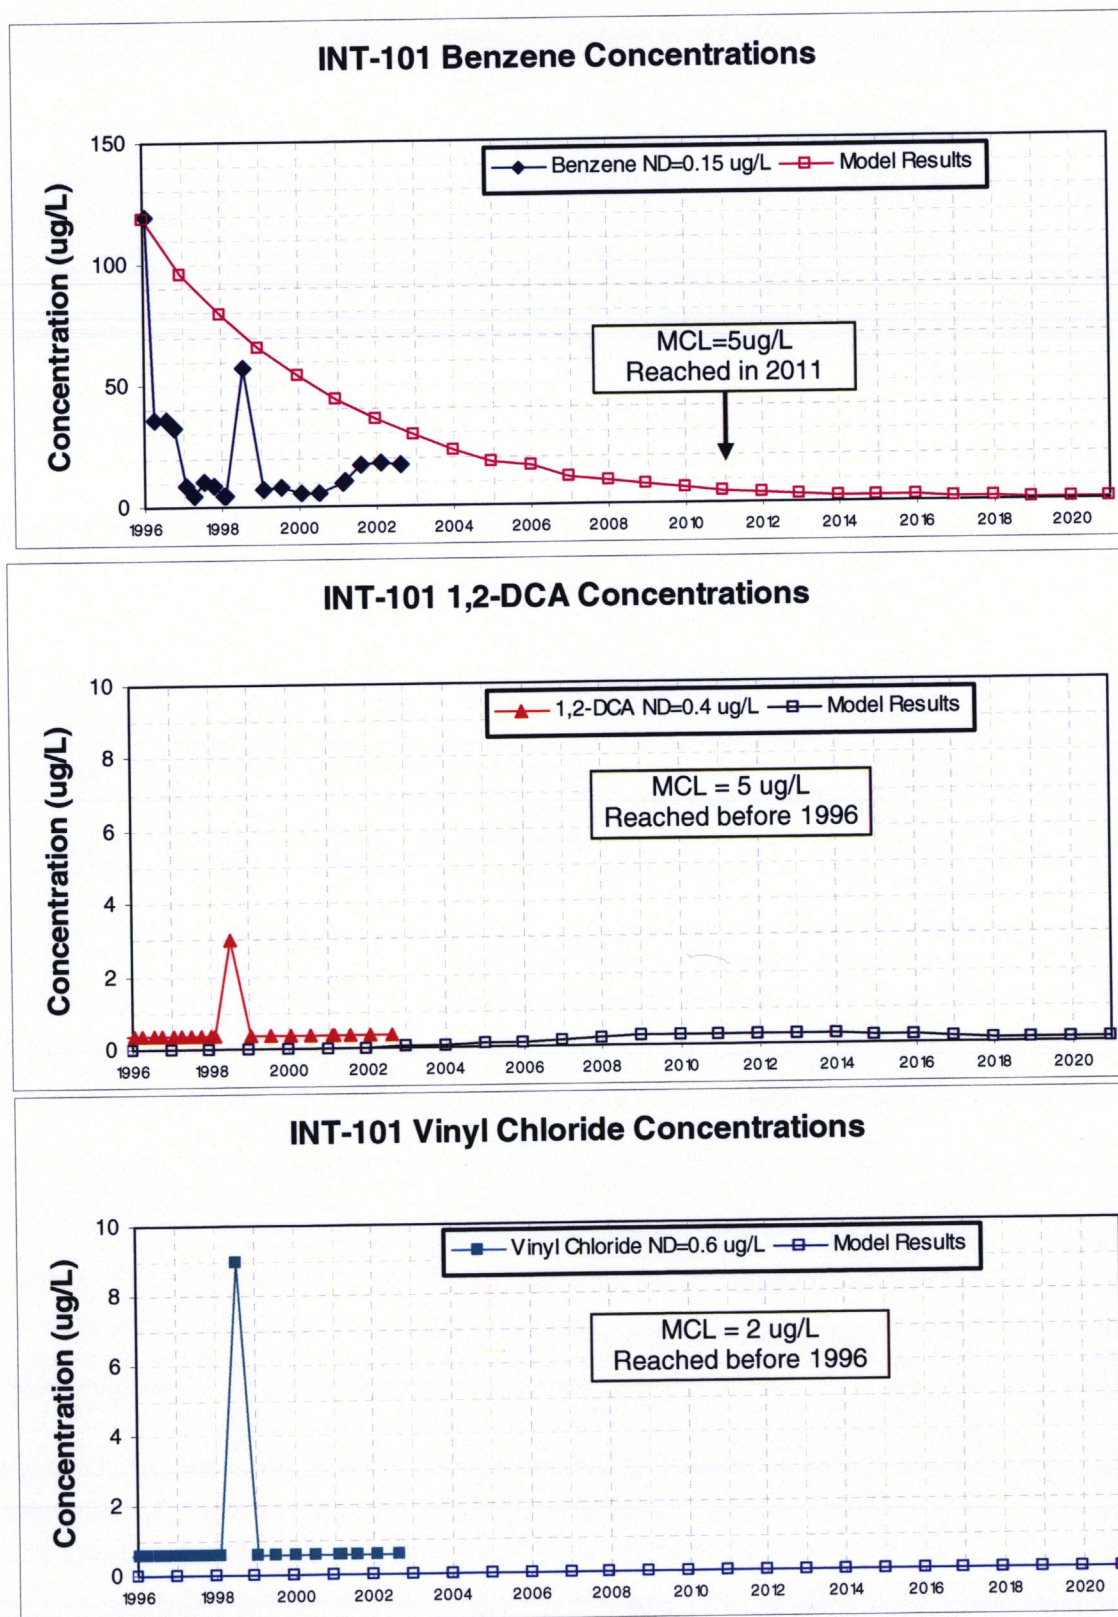 INT-101 Benzene Concentrations
Concentration (ug/L)
150
100
50
0
Benzene ND=0.15 ug/L Model Results
MCL=5ug/L
Reached in 2011
1996 1998 2000 2002 2004 2006 2008 2010 2012 2014 2016 2018 2020
INT-101 1,2-DCA Concentrations
Concentration (ug/L)
10
8
6
4
2
0
1,2-DCA ND=0.4 ug/L Model Results
MCL = 5 ug/L
Reached before 1996
1996 1998 2000 2002 2004 2006 2008 2010 2012 2014 2016 2018 2020
INT-101 Vinyl Chloride Concentrations
Concentration (ug/L)
10
8
6
4
2
0
Vinyl Chloride ND=0.6 ug/L Model Results
MCL = 2 ug/L
Reached before 1996
1996 1998 2000 2002 2004 2006 2008 2010 2012 2014 2016 2018 2020